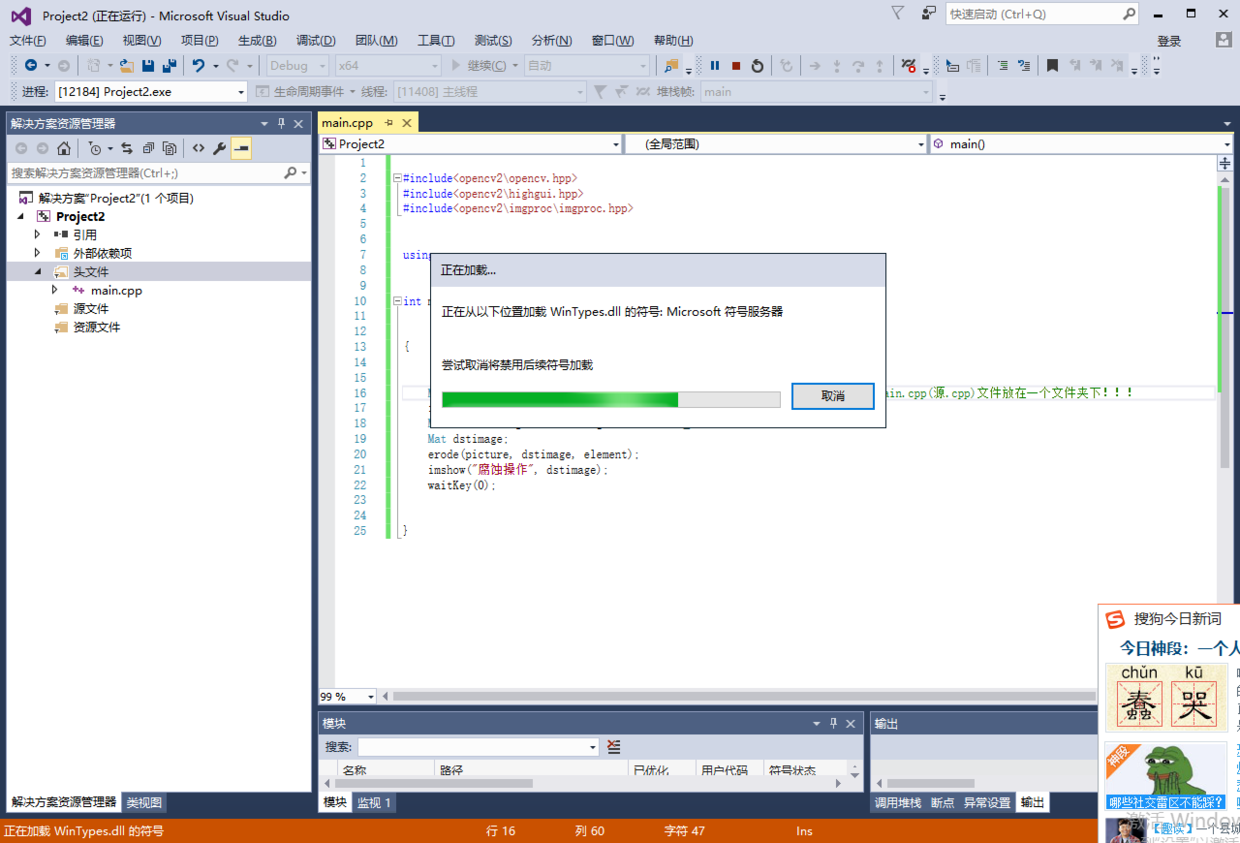 Project2 (正在运行) - Microsoft Visual Studio
快速启动 (Ctrl+Q)
文件(F) 编辑(E) 视图(V) 项目(P) 生成(B) 调试(D) 团队(M) 工具(T) 测试(S) 分析(N) 窗口(W) 帮助(H) 登录
Debug x64 继续(C) 自动
进程: [12184] Project2.exe 生命周期事件 线程: [11408] 主线程 堆栈帧: main
解决方案资源管理器
搜索解决方案资源管理器(Ctrl+;)
解决方案"Project2"(1 个项目)
Project2
引用
外部依赖项
头文件
main.cpp
源文件
资源文件
解决方案资源管理器 类视图
main.cpp
Project2 (全局范围) main()
1
2 #include<opencv2\opencv.hpp>
3 #include<opencv2\highgui.hpp>
4 #include<opencv2\imgproc\imgproc.hpp>
5
6
7 using
8
9
10 int
11
12
13 {
14
15
16 ain.cpp(源.cpp)文件放在一个文件夹下!!!
17
18
19 Mat dstimage;
20 erode(picture, dstimage, element);
21 imshow("腐蚀操作", dstimage);
22 waitKey(0);
23
24
25 }
正在加载...
正在从以下位置加载 WinTypes.dll 的符号: Microsoft 符号服务器
尝试取消将禁用后续符号加载
取消
99 %
模块
搜索:
名称 路径 已优化 用户代码 符号状态
模块 监视 1
输出
调用堆栈 断点 异常设置 输出
搜狗今日新词
今日神段: 一个人
chǔn kū
蠢 哭
神段
哪些社交雷区不能踩?
【趣读】一个县城
激活 Window
正在加载 WinTypes.dll 的符号 行 16 列 60 字符 47 Ins